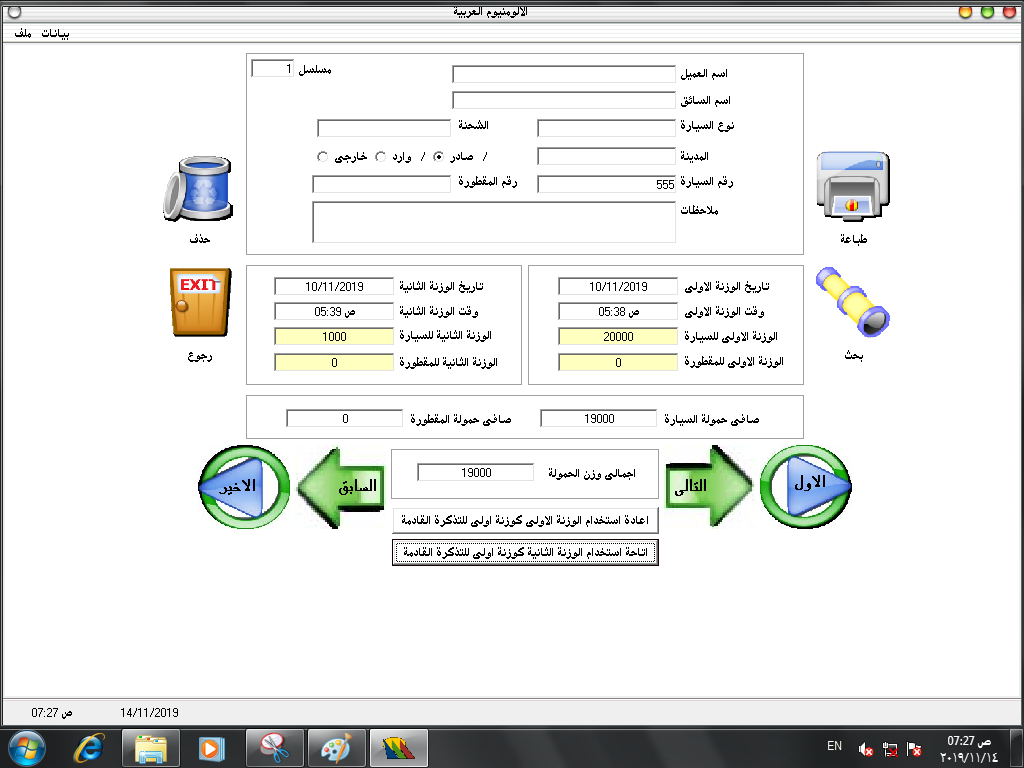 الالومنيوم العربية
ملف بيانات
مسلسل 1
اسم العميل
اسم السائق
نوع السيارة
الشحنة
المدينة
/ صادر / وارد خارجى
رقم السيارة 555
رقم المقطورة
ملاحظات
طباعة
حذف
EXIT
رجوع
بحث
تاريخ الوزنة الاولى 10/11/2019
وقت الوزنة الاولى 05:38 ص
الوزنة الاولى للسيارة 20000
الوزنة الاولى للمقطورة 0
تاريخ الوزنة الثانية 10/11/2019
وقت الوزنة الثانية 05:39 ص
الوزنة الثانية للسيارة 1000
الوزنة الثانية للمقطورة 0
صافى حمولة السيارة 19000
صافى حمولة المقطورة 0
الاول
التالى
اجمالى وزن الحمولة 19000
السابق
الاخير
اعادة استخدام الوزنة الاولى كوزنة اولى للتذكرة القادمة
اتاحة استخدام الوزنة الثانية كوزنة اولى للتذكرة القادمة
07:27 ص
14/11/2019
EN
07:27 ص
٢٠١٩/١١/١٤